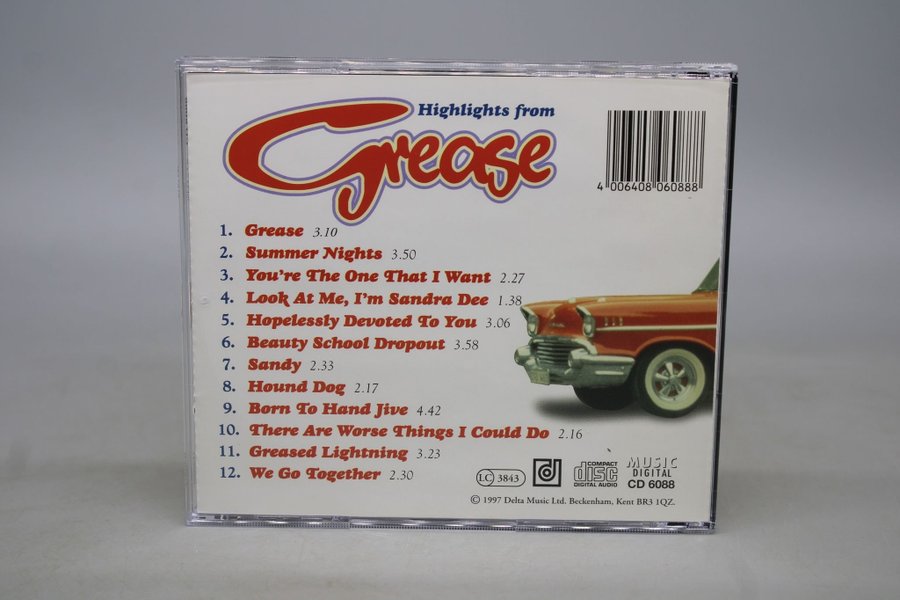 Highlights from
Grease
4 006408 060888
1. Grease 3.10
2. Summer Nights 3.50
3. You're The One That I Want 2.27
4. Look At Me, I'm Sandra Dee 1.38
5. Hopelessly Devoted To You 3.06
6. Beauty School Dropout 3.58
7. Sandy 2.33
8. Hound Dog 2.17
9. Born To Hand Jive 4.42
10. There Are Worse Things I Could Do 2.16
11. Greased Lightning 3.23
12. We Go Together 2.30
LC 3843
COMPACT
disc
DIGITAL AUDIO
MUSIC
DIGITAL
CD 6088
© 1997 Delta Music Ltd. Beckenham, Kent BR3 1QZ.